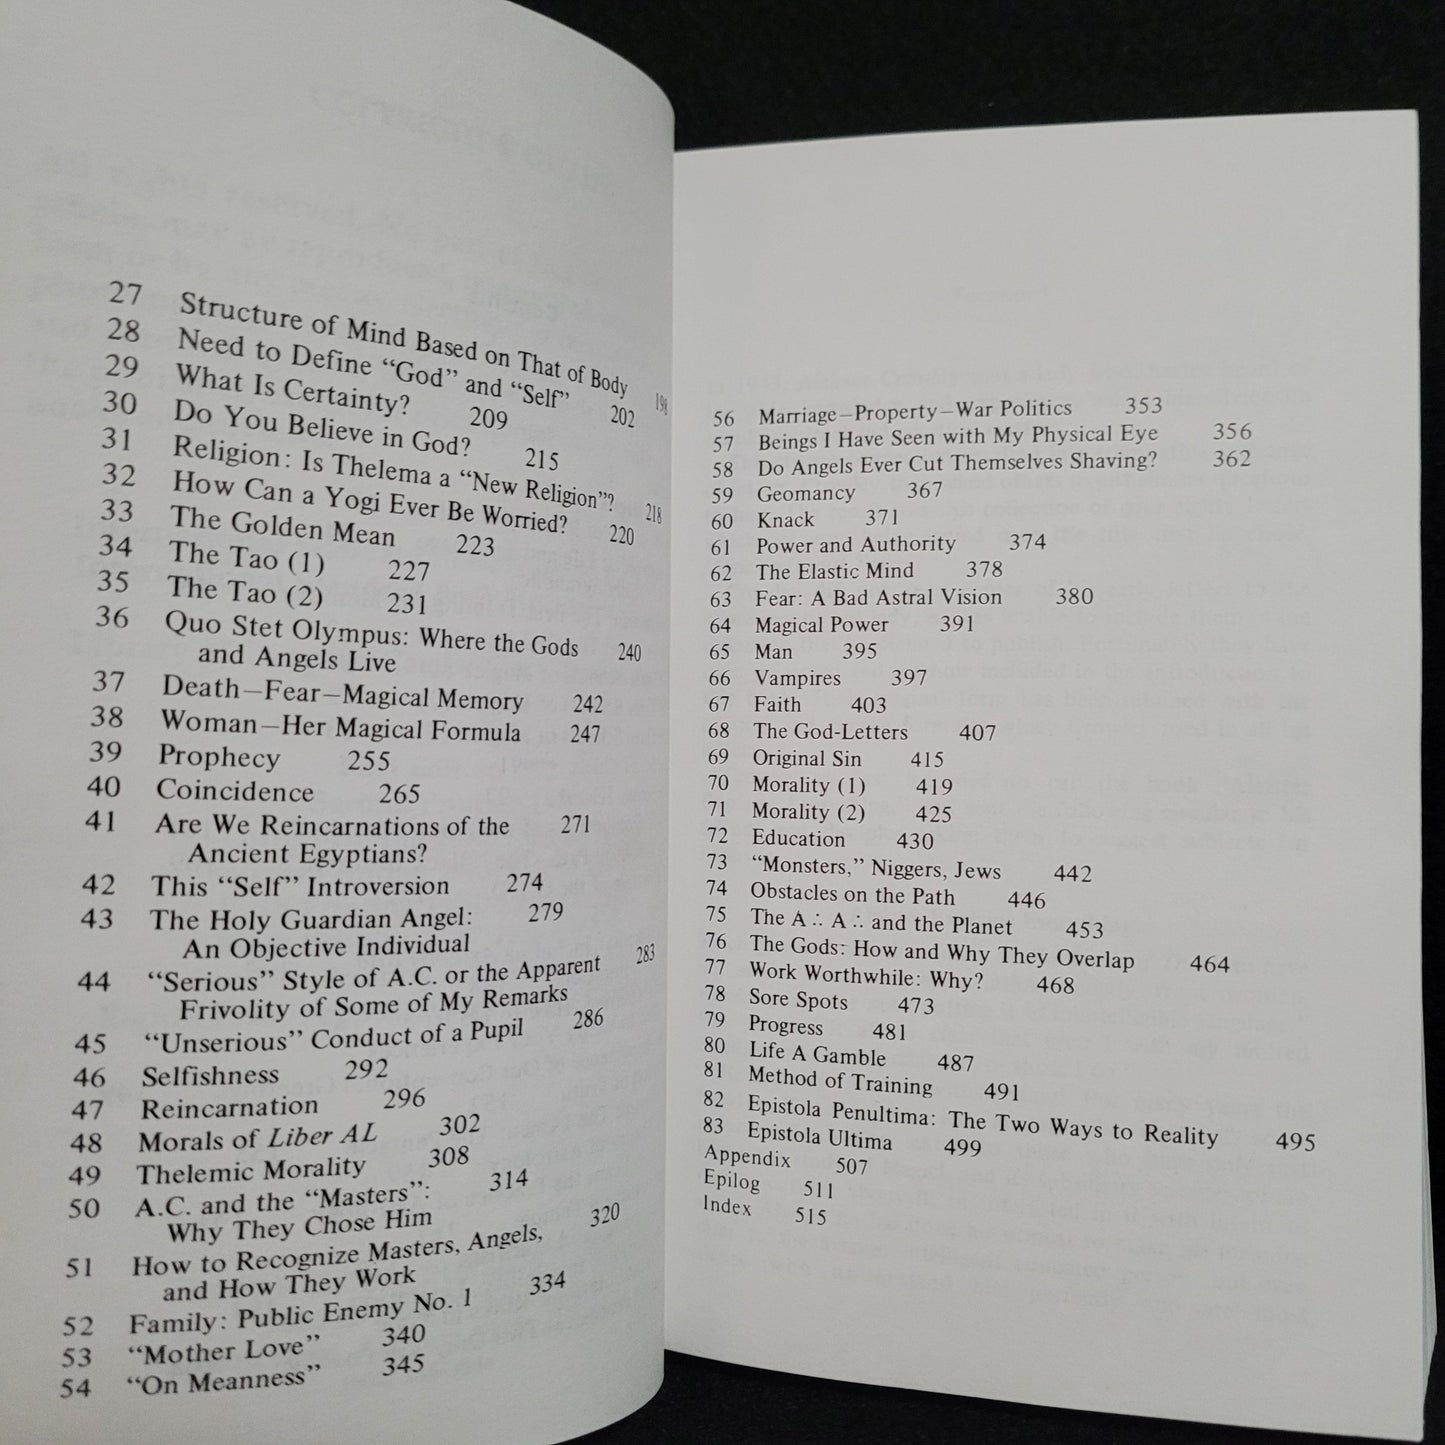 27 Structure of Mind Based on That of Body 198
28 Need to Define “God” and “Self” 202
29 What Is Certainty? 209
30 Do You Believe in God? 215
31 Religion: Is Thelema a “New Religion”? 218
32 How Can a Yogi Ever Be Worried? 220
33 The Golden Mean 223
34 The Tao (1) 227
35 The Tao (2) 231
36 Quo Stet Olympus: Where the Gods 240
and Angels Live
37 Death—Fear—Magical Memory 242
38 Woman—Her Magical Formula 247
39 Prophecy 255
40 Coincidence 265
41 Are We Reincarnations of the 271
Ancient Egyptians?
42 This “Self” Introversion 274
43 The Holy Guardian Angel: 279
An Objective Individual
44 “Serious” Style of A.C. or the Apparent 283
Frivolity of Some of My Remarks
45 “Unserious” Conduct of a Pupil 286
46 Selfishness 292
47 Reincarnation 296
48 Morals of Liber AL 302
49 Thelemic Morality 308
50 A.C. and the “Masters”: 314
Why They Chose Him
51 How to Recognize Masters, Angels, 320
and How They Work
52 Family: Public Enemy No. 1 334
53 “Mother Love” 340
54 “On Meanness” 345
56 Marriage—Property—War Politics 353
57 Beings I Have Seen with My Physical Eye 356
58 Do Angels Ever Cut Themselves Shaving? 362
59 Geomancy 367
60 Knack 371
61 Power and Authority 374
62 The Elastic Mind 378
63 Fear: A Bad Astral Vision 380
64 Magical Power 391
65 Man 395
66 Vampires 397
67 Faith 403
68 The God-Letters 407
69 Original Sin 415
70 Morality (1) 419
71 Morality (2) 425
72 Education 430
73 “Monsters,” Niggers, Jews 442
74 Obstacles on the Path 446
75 The A∴A∴ and the Planet 453
76 The Gods: How and Why They Overlap 464
77 Work Worthwhile: Why? 468
78 Sore Spots 473
79 Progress 481
80 Life A Gamble 487
81 Method of Training 491
82 Epistola Penultima: The Two Ways to Reality 495
83 Epistola Ultima 499
Appendix 507
Epilog 511
Index 515